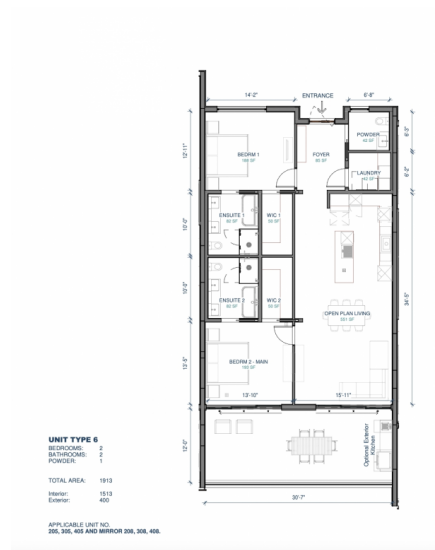 14'-2"
ENTRANCE
6'-8"
POWDER
12'-11"
BEDRM 1
FOYER
LAUNDRY
6'-2"
ENSUITE 1
WIC 1
10'-2"
ENSUITE 2
WIC 2
OPEN PLAN LIVING
551 SF
34'-5"
BEDRM 2 - MAIN
13'-5"
13'-10"
15'-11"
12'-0"
Optional Exterior
Kitchen
30'-7"
UNIT TYPE 6
BEDROOMS: 2
BATHROOMS: 2
POWDER: 1
TOTAL AREA: 1913
Interior: 1513
Exterior: 400
APPLICABLE UNIT NO.
205, 305, 405 AND MIRROR 208, 308, 408.